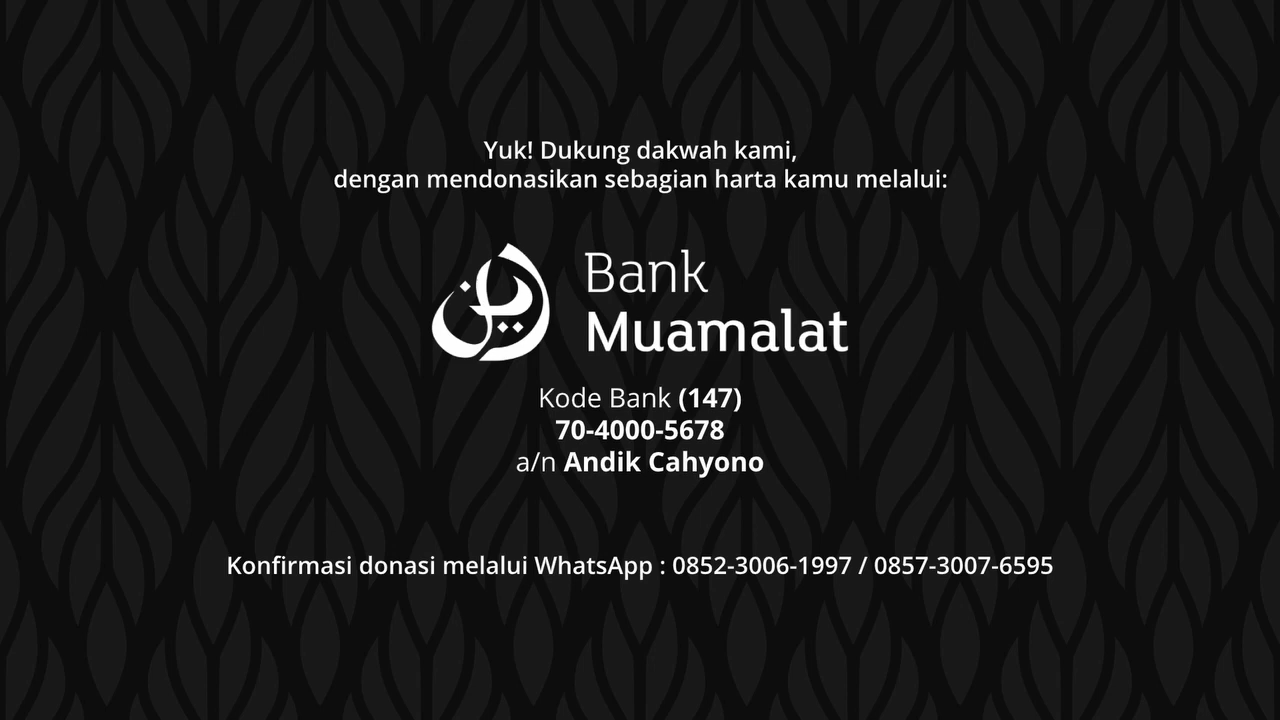 Yuk! Dukung dakwah kami,
dengan mendonasikan sebagian harta kamu melalui:
Bank
Muamalat
Kode Bank (147)
70-4000-5678
a/n Andik Cahyono
Konfirmasi donasi melalui WhatsApp : 0852-3006-1997 / 0857-3007-6595